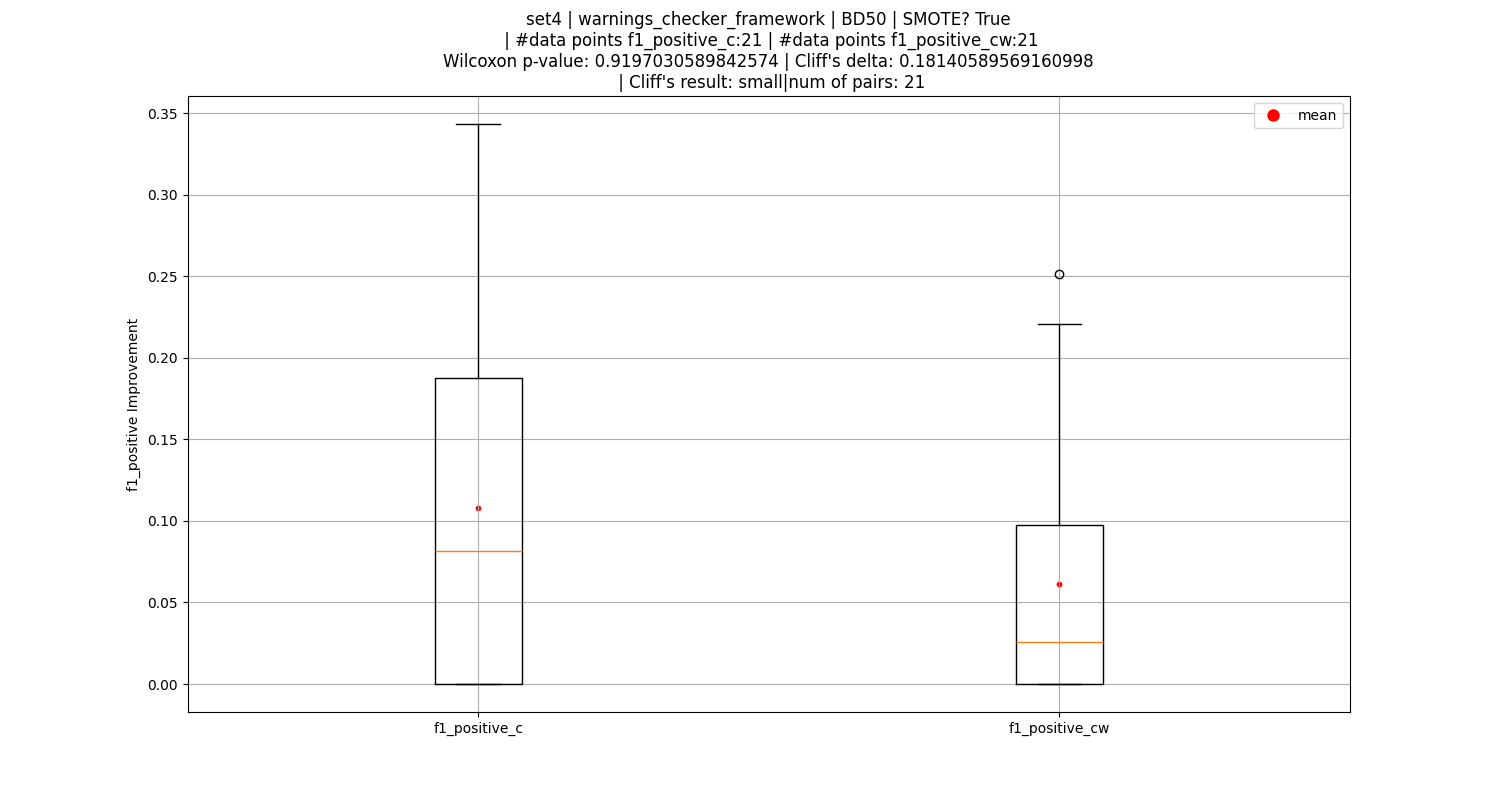 set4 | warnings_checker_framework | BD50 | SMOTE? True
| #data points f1_positive_c:21 | #data points f1_positive_cw:21
Wilcoxon p-value: 0.9197030589842574 | Cliff's delta: 0.18140589569160998
| Cliff's result: small|num of pairs: 21
mean
0.35
0.30
0.25
0.20
0.15
0.10
0.05
0.00
f1_positive Improvement
f1_positive_c
f1_positive_cw